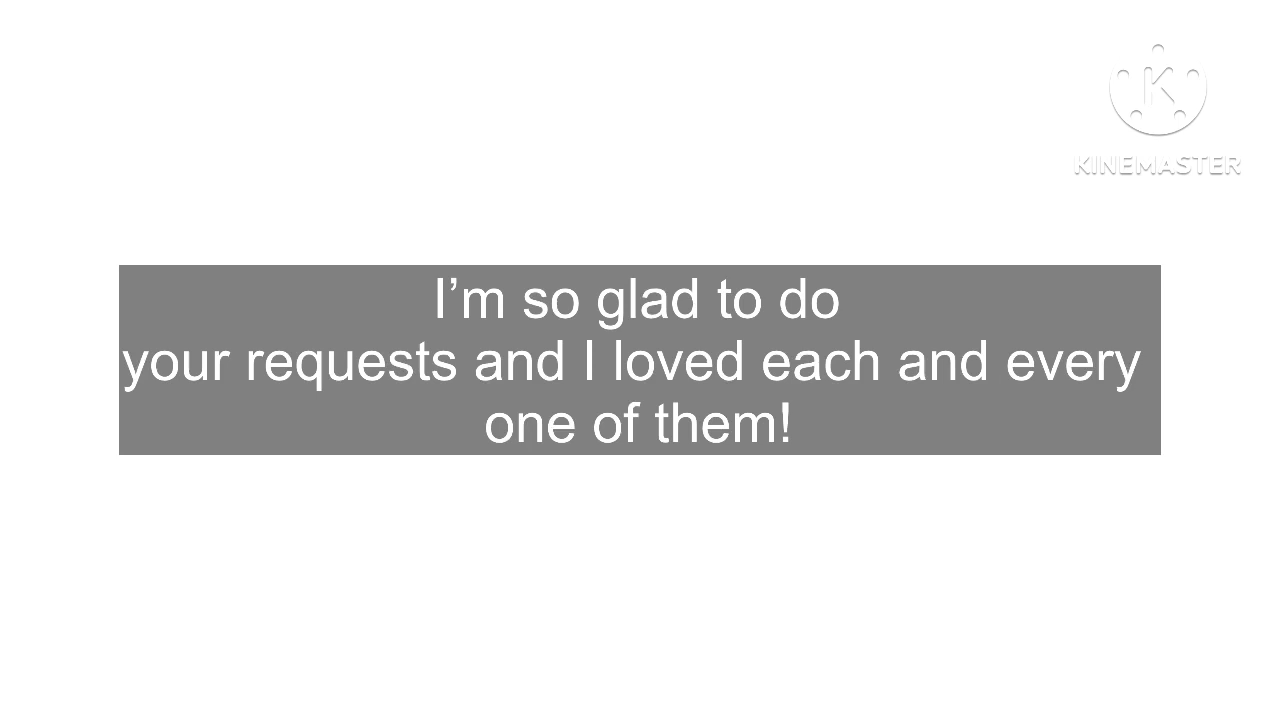 KINEMASTER
I’m so glad to do
your requests and I loved each and every
one of them!